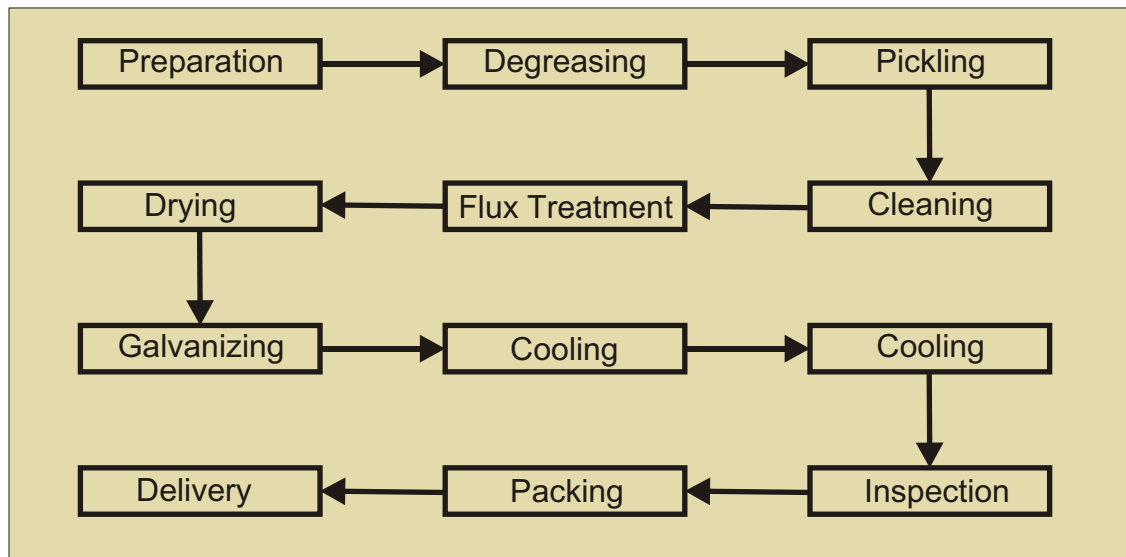 Preparation
Degreasing
Pickling
Cleaning
Flux Treatment
Drying
Galvanizing
Cooling
Cooling
Inspection
Packing
Delivery